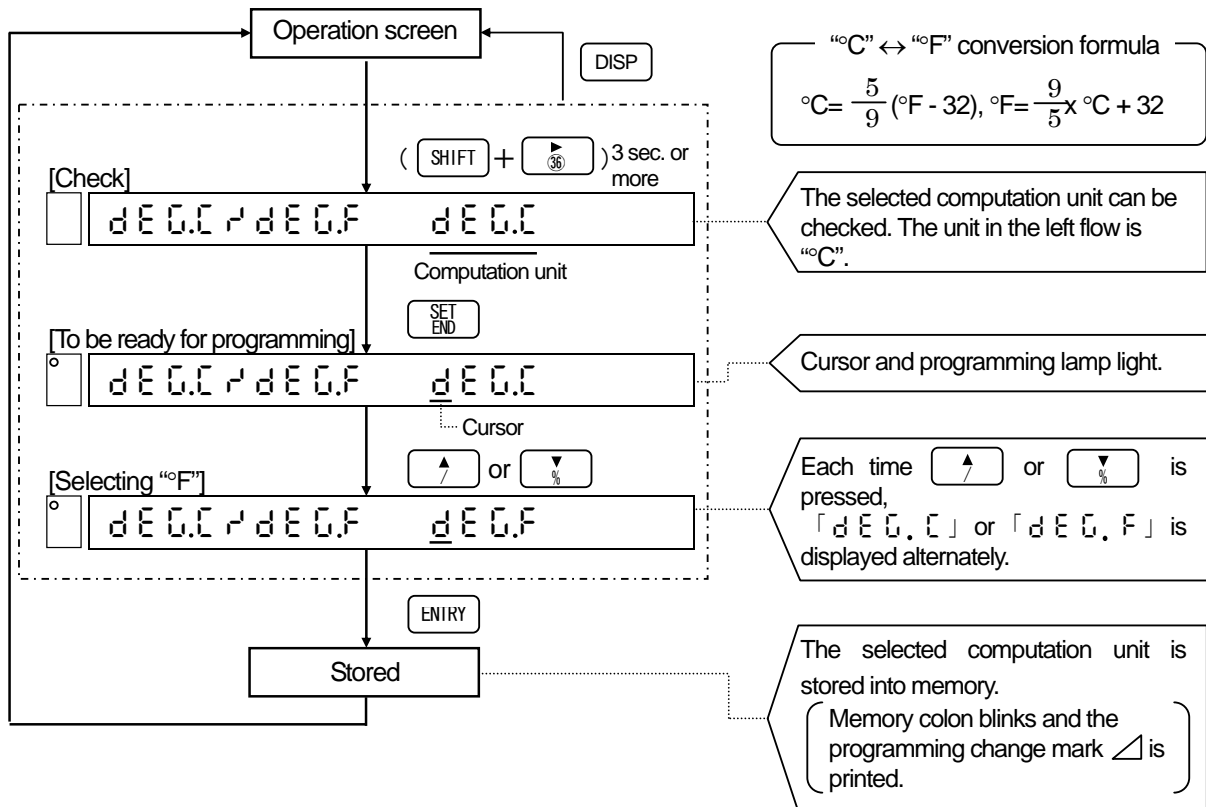 Operation screen
DISP
“°C” ↔ “°F” conversion formula
°C= 5/9 (°F - 32), °F= 9/5 x °C + 32
( SHIFT + ▶ ㊱ ) 3 sec. or
more
[Check]
dEG.C/dEG.F dEG.C
Computation unit
The selected computation unit can be
checked. The unit in the left flow is
“°C”.
SET
END
[To be ready for programming]
dEG.C/dEG.F dEG.C
Cursor
Cursor and programming lamp light.
▲ / or ▼ %
[Selecting “°F”]
dEG.C/dEG.F dEG.F
Each time ▲ / or ▼ % is
pressed,
「dEG.C」 or 「dEG.F」 is
displayed alternately.
ENTRY
Stored
The selected computation unit is
stored into memory.
Memory colon blinks and the
programming change mark ⊿ is
printed.